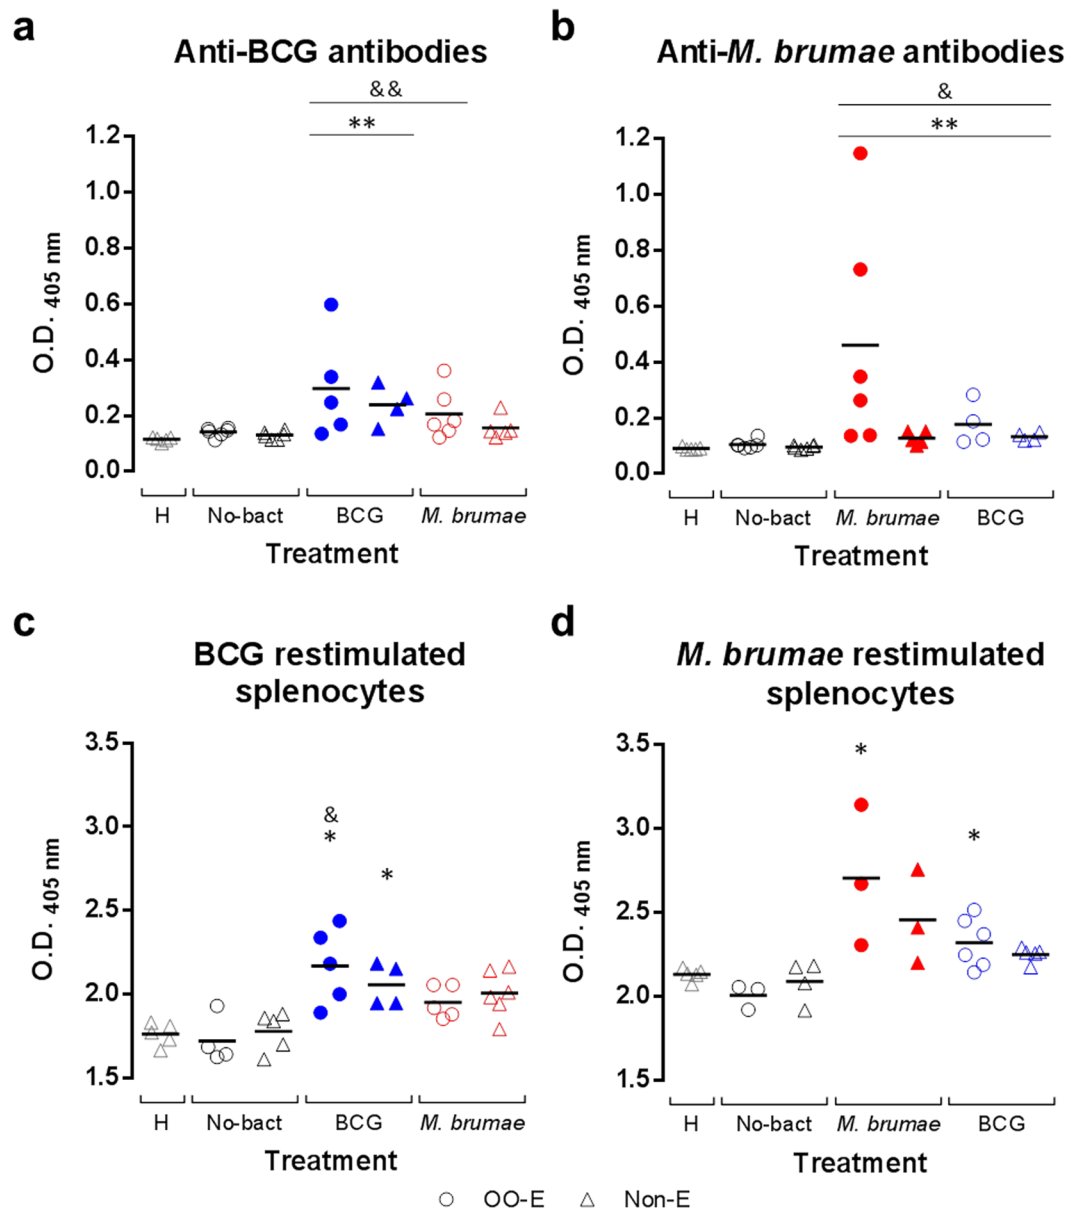 a
Anti-BCG antibodies
&&
**
1.2
1.0
0.8
0.6
0.4
0.2
0.0
O.D. 405 nm
H No-bact BCG M. brumae
Treatment
b
Anti-M. brumae antibodies
&
**
1.2
1.0
0.8
0.6
0.4
0.2
0.0
O.D. 405 nm
H No-bact M. brumae BCG
Treatment
c
BCG restimulated
splenocytes
3.5
3.0
2.5
2.0
1.5
O.D. 405 nm
&
*
*
H No-bact BCG M. brumae
Treatment
d
M. brumae restimulated
splenocytes
3.5
3.0
2.5
2.0
1.5
O.D. 405 nm
*
*
H No-bact M. brumae BCG
Treatment
OO-E Non-E